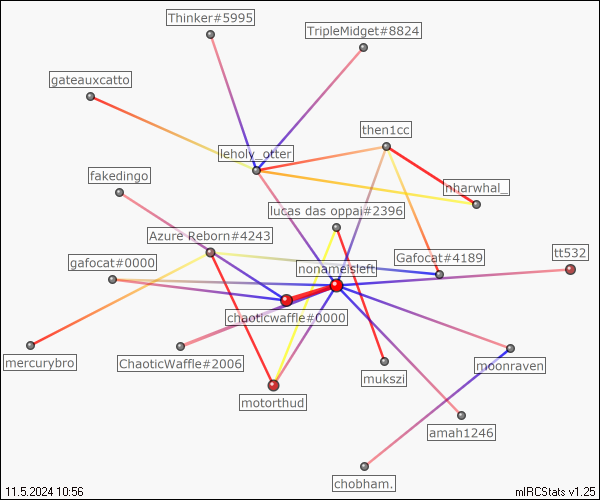 Thinker#5995
TripleMidget#8824
gateauxcatto
then1cc
leholy_otter
fakedingo
nharwhal_
lucas das oppai#2396
Azure Reborn#4243
gafocat#0000
Gafocat#4189
tt532
nonameisleft
chaoticwaffle#0000
mercurybro
ChaoticWaffle#2006
mukszi
moonraven
motorthud
amah1246
chobham.
11.5.2024 10:56
mIRCStats v1.25